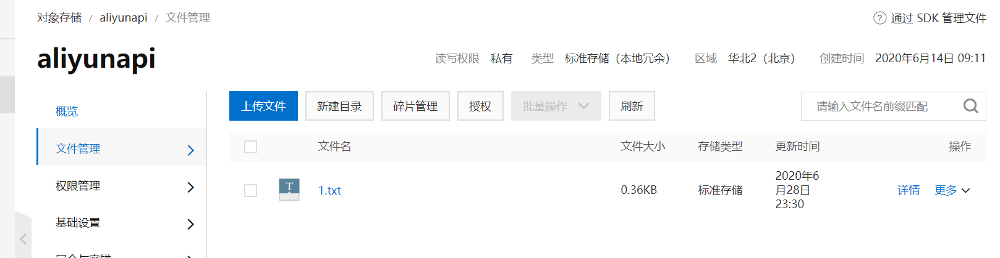 对象存储 / aliyunapi / 文件管理
通过 SDK 管理文件
aliyunapi
读写权限 私有 类型 标准存储（本地冗余） 区域 华北2（北京） 创建时间 2020年6月14日 09:11
概览
文件管理
权限管理
基础设置
上传文件 新建目录 碎片管理 授权 批量操作 刷新 请输入文件名前缀匹配
文件名 文件大小 存储类型 更新时间 操作
1.txt 0.36KB 标准存储 2020年6
月28日
23:30
详情 更多